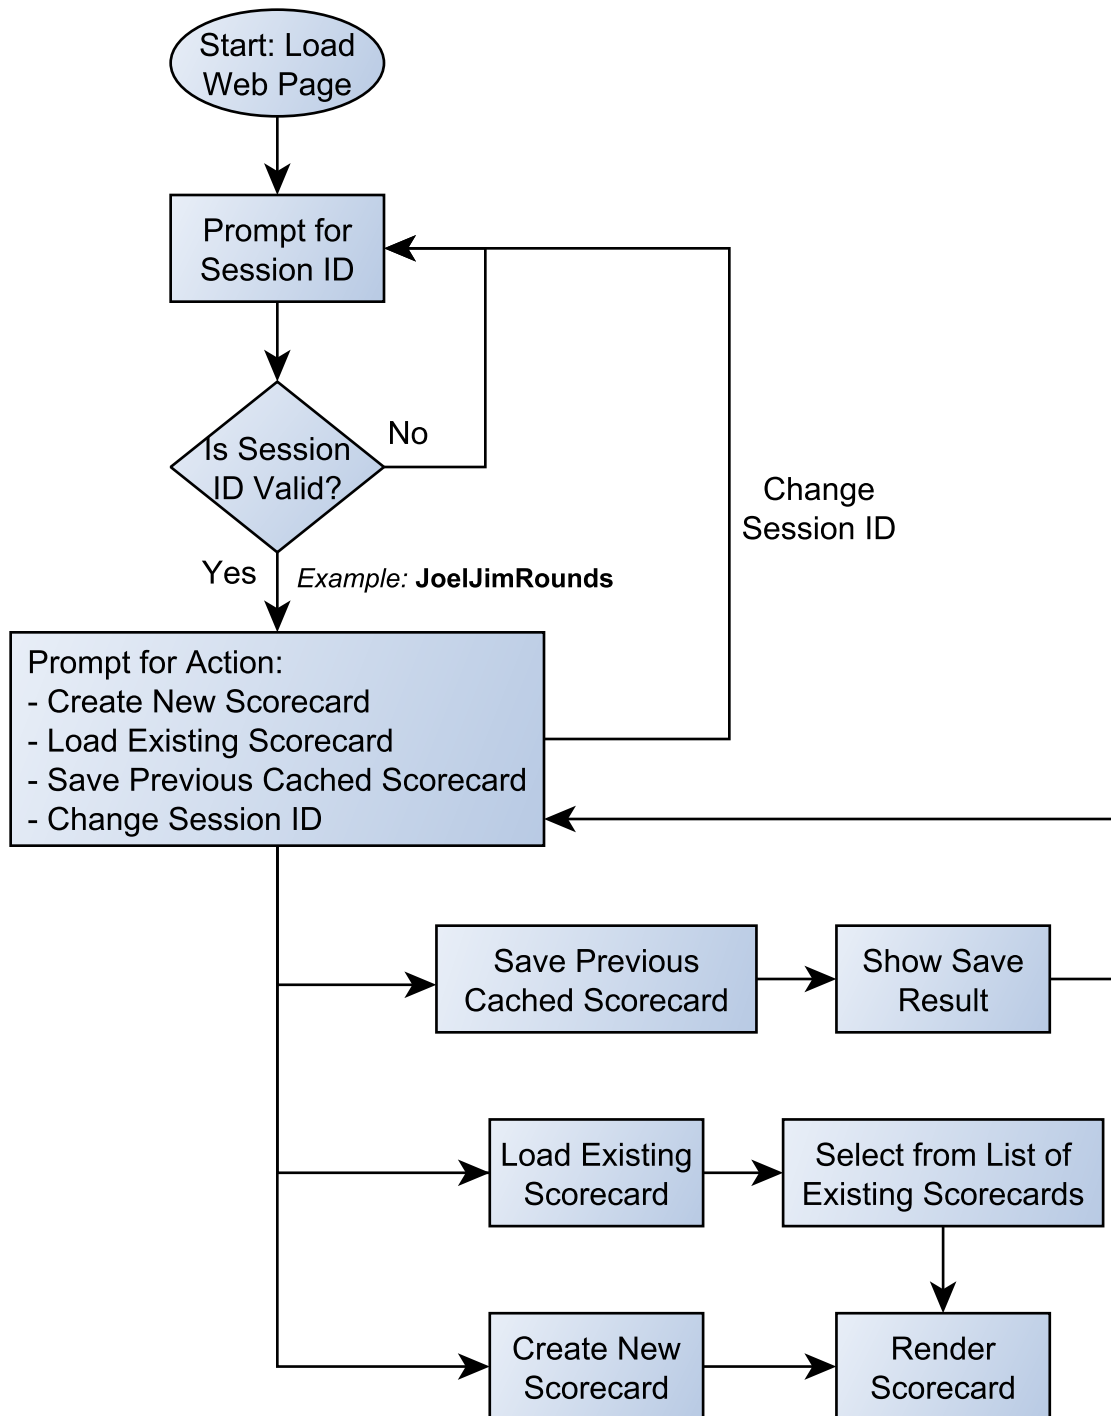 Start: Load
Web Page
Prompt for
Session ID
Is Session
ID Valid?
No
Change
Session ID
Yes
Example: JoelJimRounds
Prompt for Action:
- Create New Scorecard
- Load Existing Scorecard
- Save Previous Cached Scorecard
- Change Session ID
Save Previous
Cached Scorecard
Show Save
Result
Load Existing
Scorecard
Select from List of
Existing Scorecards
Create New
Scorecard
Render
Scorecard